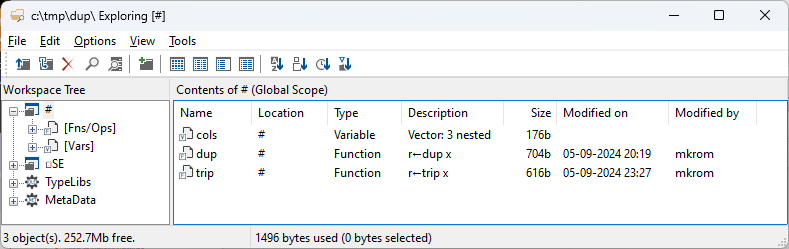 c:\tmp\dup\ Exploring [#]
File Edit Options View Tools
Workspace Tree
Contents of # (Global Scope)
#
[Fns/Ops]
[Vars]
□SE
TypeLibs
MetaData
Name Location Type Description Size Modified on Modified by
cols # Variable Vector: 3 nested 176b
dup # Function r←dup x 704b 05-09-2024 20:19 mkrom
trip # Function r←trip x 616b 05-09-2024 23:27 mkrom
3 object(s). 252.7Mb free. 1496 bytes used (0 bytes selected)